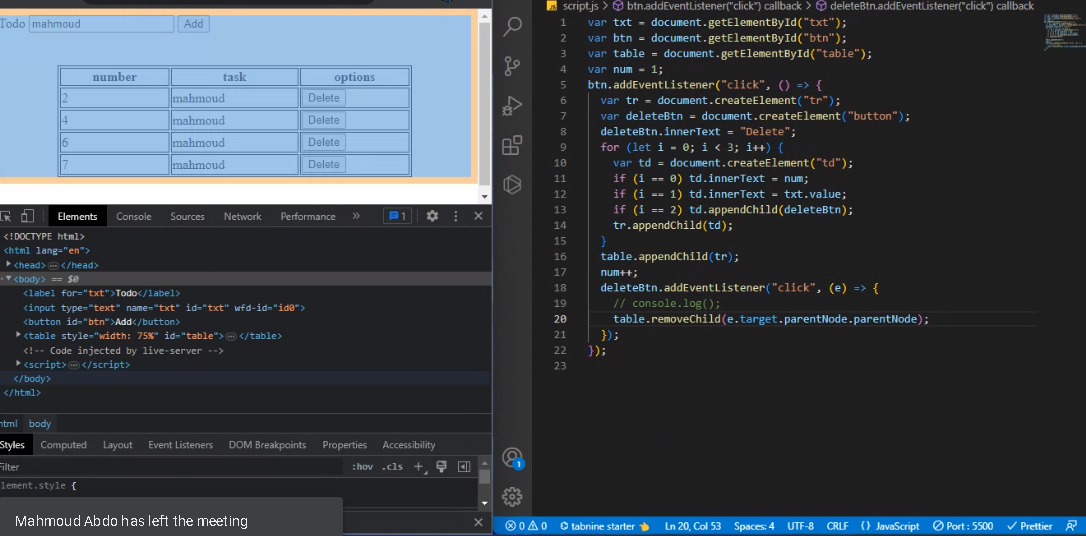 Todo mahmoud Add
number task options
2 mahmoud Delete
4 mahmoud Delete
6 mahmoud Delete
7 mahmoud Delete
Elements Console Sources Network Performance » 1
<!DOCTYPE html>
<html lang="en">
<head> … </head>
<body> == $0
<label for="txt">Todo</label>
<input type="text" name="txt" id="txt" wfd-id="id0">
<button id="btn">Add</button>
<table style="width: 75%" id="table"> … </table>
<!-- Code injected by live-server -->
<script> … </script>
</body>
</html>
html body
Styles Computed Layout Event Listeners DOM Breakpoints Properties Accessibility
Filter :hov .cls +
element.style {
Mahmoud Abdo has left the meeting
script.js > btn.addEventListener("click") callback > deleteBtn.addEventListener("click") callback
1 var txt = document.getElementById("txt");
2 var btn = document.getElementById("btn");
3 var table = document.getElementById("table");
4 var num = 1;
5 btn.addEventListener("click", () => {
6 var tr = document.createElement("tr");
7 var deleteBtn = document.createElement("button");
8 deleteBtn.innerText = "Delete";
9 for (let i = 0; i < 3; i++) {
10 var td = document.createElement("td");
11 if (i == 0) td.innerText = num;
12 if (i == 1) td.innerText = txt.value;
13 if (i == 2) td.appendChild(deleteBtn);
14 tr.appendChild(td);
15 }
16 table.appendChild(tr);
17 num++;
18 deleteBtn.addEventListener("click", (e) => {
19 // console.log();
20 table.removeChild(e.target.parentNode.parentNode);
21 });
22 });
23
1
0 0 tabnine starter Ln 20, Col 53 Spaces: 4 UTF-8 CRLF {} JavaScript Port : 5500 Prettier